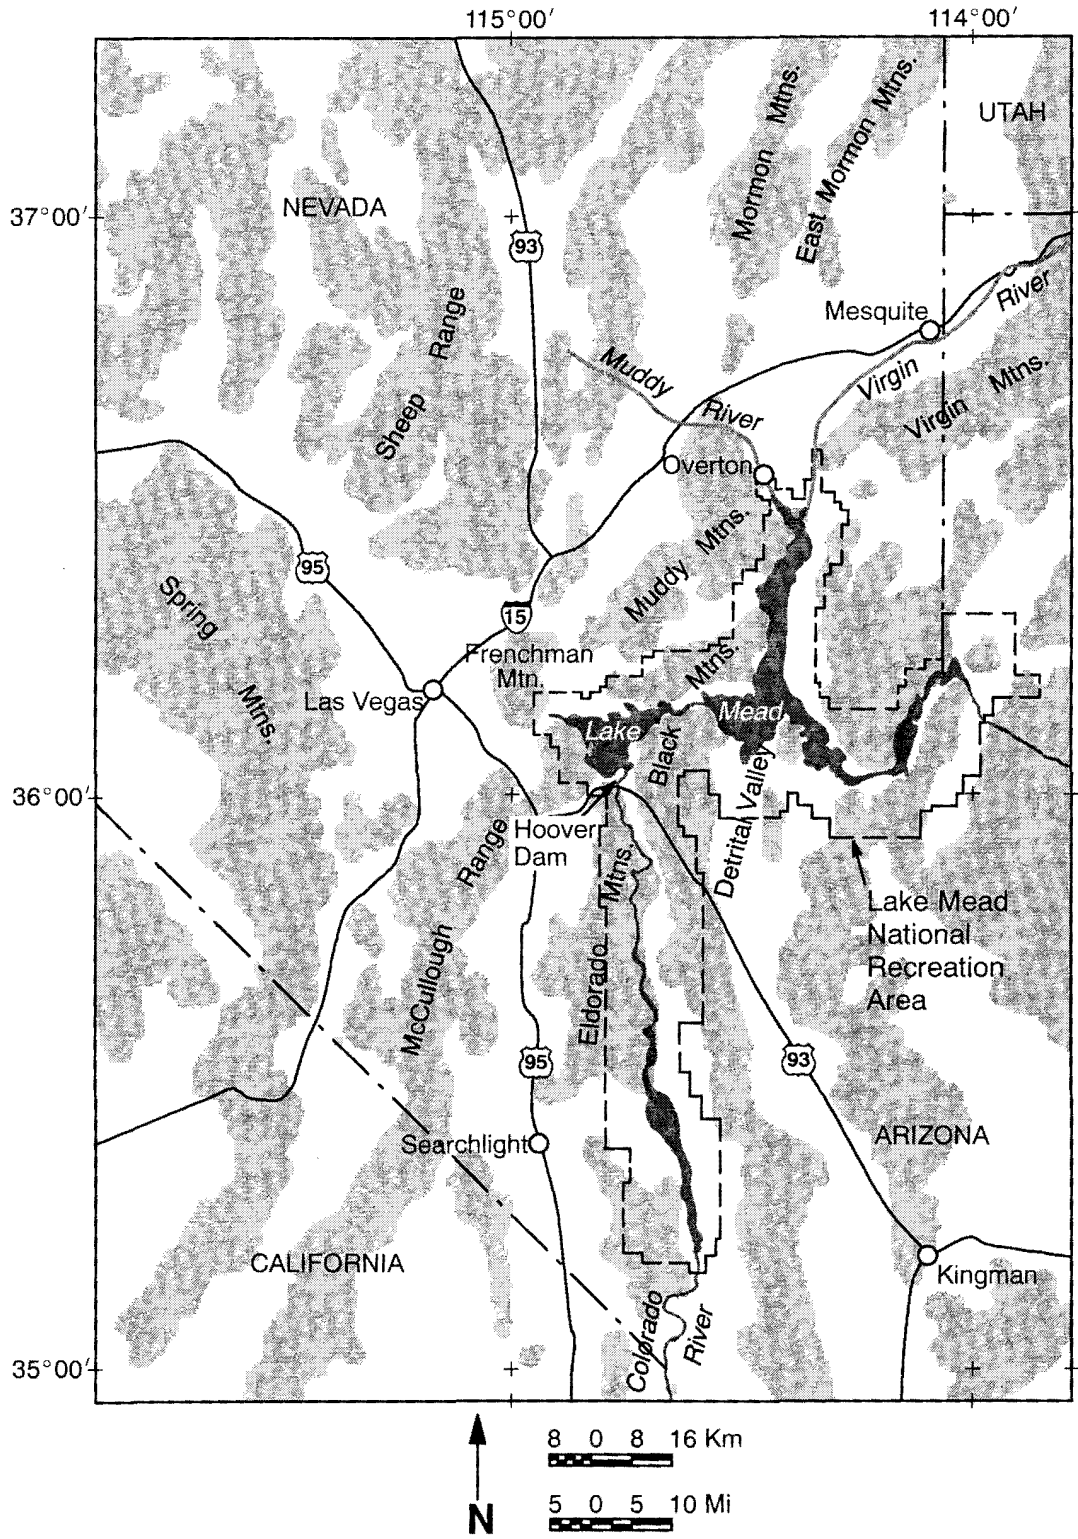 115°00'
114°00'
Mormon Mtns.
East Mormon Mtns.
UTAH
NEVADA
37°00'
93
Sheep Range
Mesquite
River
Muddy
River
Virgin
Virgin Mtns.
Overton
95
Spring
Mtns.
Muddy Mtns.
15
Frenchman
Mtn.
Las Vegas
Mtns.
Lake
Mead
Black
Detrital Valley
36°00'
Hoover
Dam
Range
McCullough
Mtns.
Eldorado
Lake Mead
National
Recreation
Area
95
93
Searchlight
ARIZONA
CALIFORNIA
Kingman
Colorado
River
35°00'
8 0 8 16 Km
5 0 5 10 Mi
N